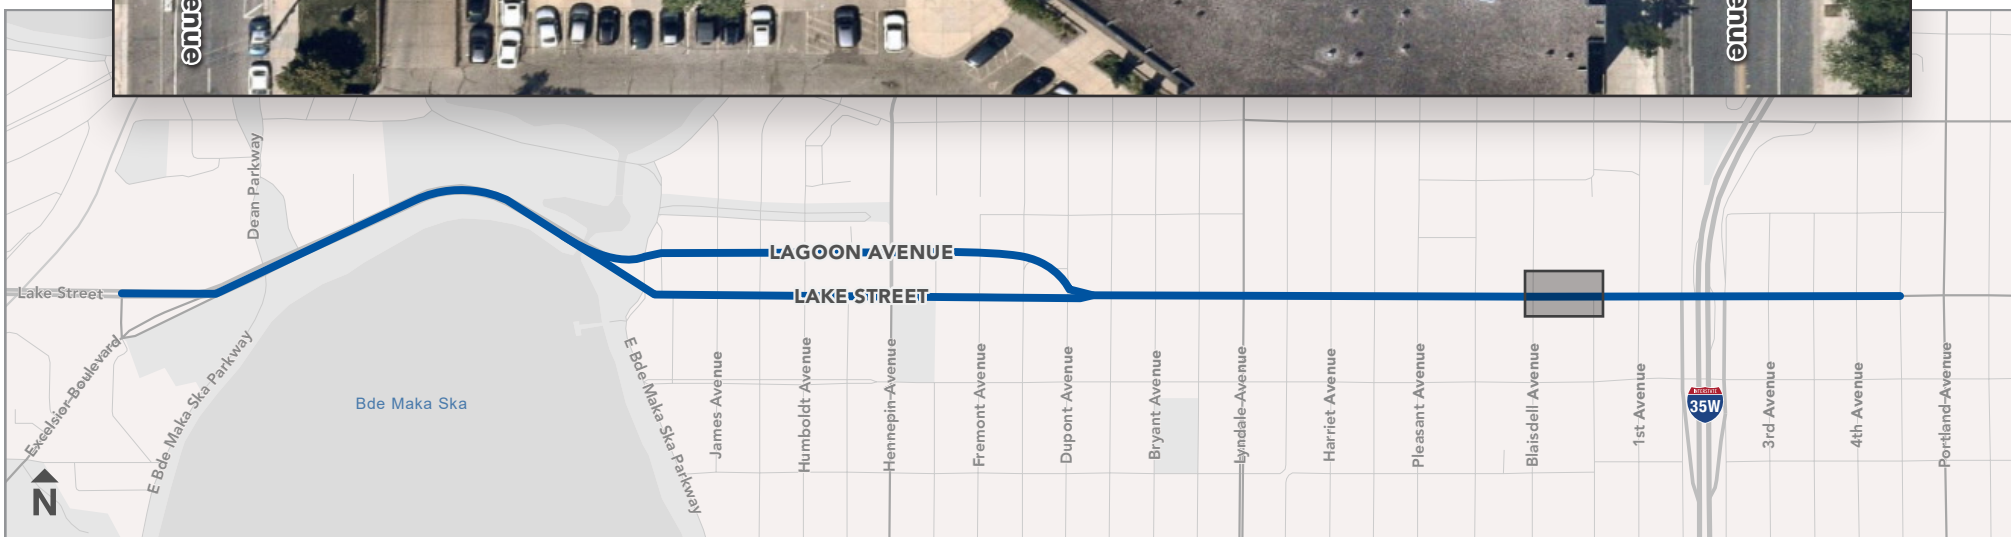 enue
enue
Dean Parkway
LAGOON AVENUE
Lake Street
LAKE STREET
Excelsior Boulevard
E Bde Maka Ska Parkway
Bde Maka Ska
E Bde Maka Ska Parkway
James Avenue
Humboldt Avenue
Hennepin Avenue
Fremont Avenue
Dupont Avenue
Bryant Avenue
Lyndale Avenue
Harriet Avenue
Pleasant Avenue
Blaisdell Avenue
1st Avenue
INTERSTATE
35W
3rd Avenue
4th Avenue
Portland Avenue
N